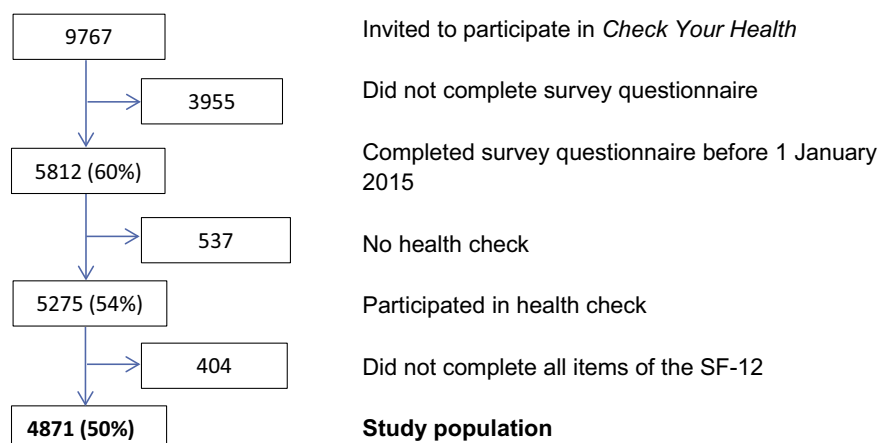 9767 Invited to participate in Check Your Health
3955 Did not complete survey questionnaire
5812 (60%) Completed survey questionnaire before 1 January
2015
537 No health check
5275 (54%) Participated in health check
404 Did not complete all items of the SF-12
4871 (50%) Study population